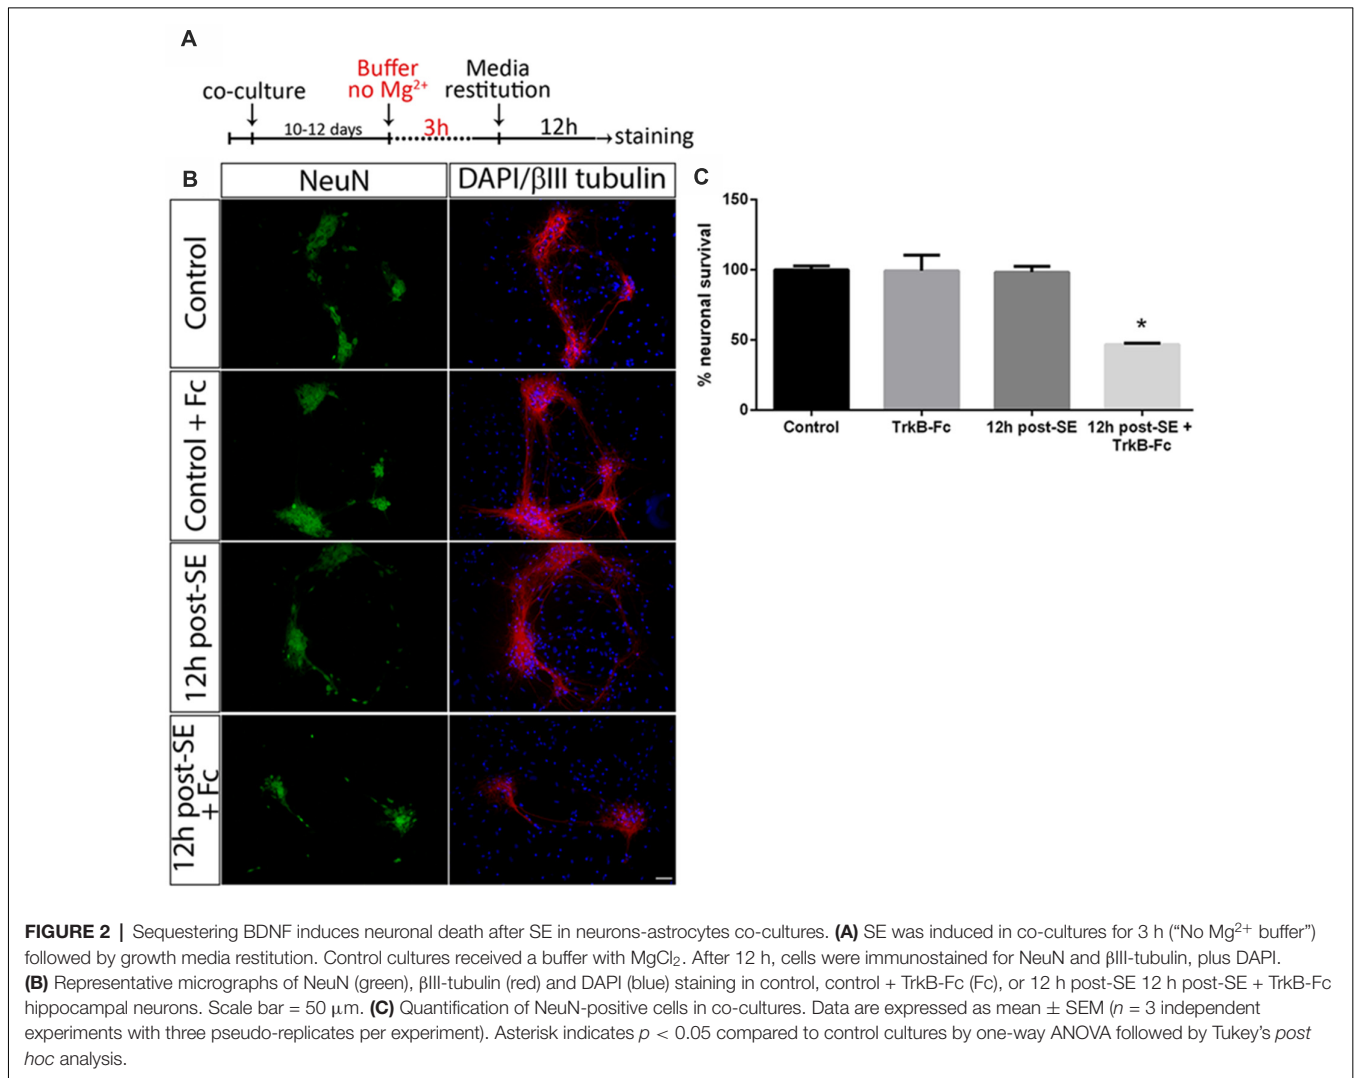 A
Buffer
no Mg²⁺
Media
restitution
co-culture
10-12 days
3h
12h
staining
B
NeuN
DAPI/βIII tubulin
Control
Control + Fc
12h post-SE
12h post-SE
+ Fc
C
% neuronal survival
150
100
50
0
*
Control
TrkB-Fc
12h post-SE
12h post-SE +
TrkB-Fc
FIGURE 2 | Sequestering BDNF induces neuronal death after SE in neurons-astrocytes co-cultures. (A) SE was induced in co-cultures for 3 h (“No Mg²⁺ buffer”)
followed by growth media restitution. Control cultures received a buffer with MgCl₂. After 12 h, cells were immunostained for NeuN and βIII-tubulin, plus DAPI.
(B) Representative micrographs of NeuN (green), βIII-tubulin (red) and DAPI (blue) staining in control, control + TrkB-Fc (Fc), or 12 h post-SE 12 h post-SE + TrkB-Fc
hippocampal neurons. Scale bar = 50 μm. (C) Quantification of NeuN-positive cells in co-cultures. Data are expressed as mean ± SEM (n = 3 independent
experiments with three pseudo-replicates per experiment). Asterisk indicates p < 0.05 compared to control cultures by one-way ANOVA followed by Tukey’s post
hoc analysis.